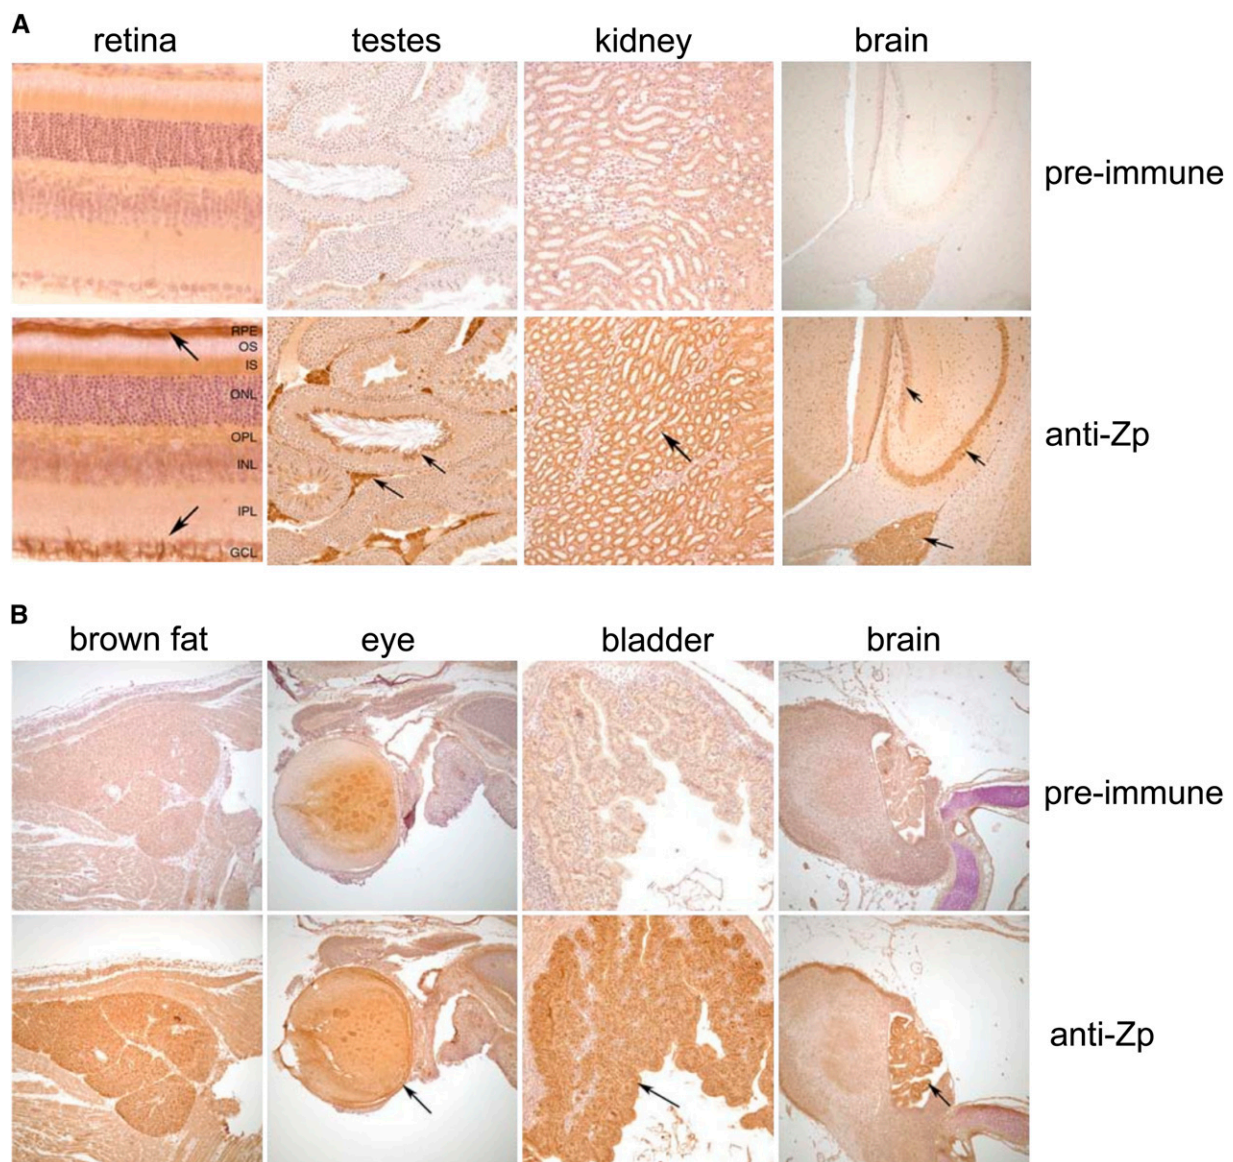 A
retina testes kidney brain
pre-immune
RPE
OS
IS
ONL
OPL
INL
IPL
GCL
anti-Zp
B
brown fat eye bladder brain
pre-immune
anti-Zp